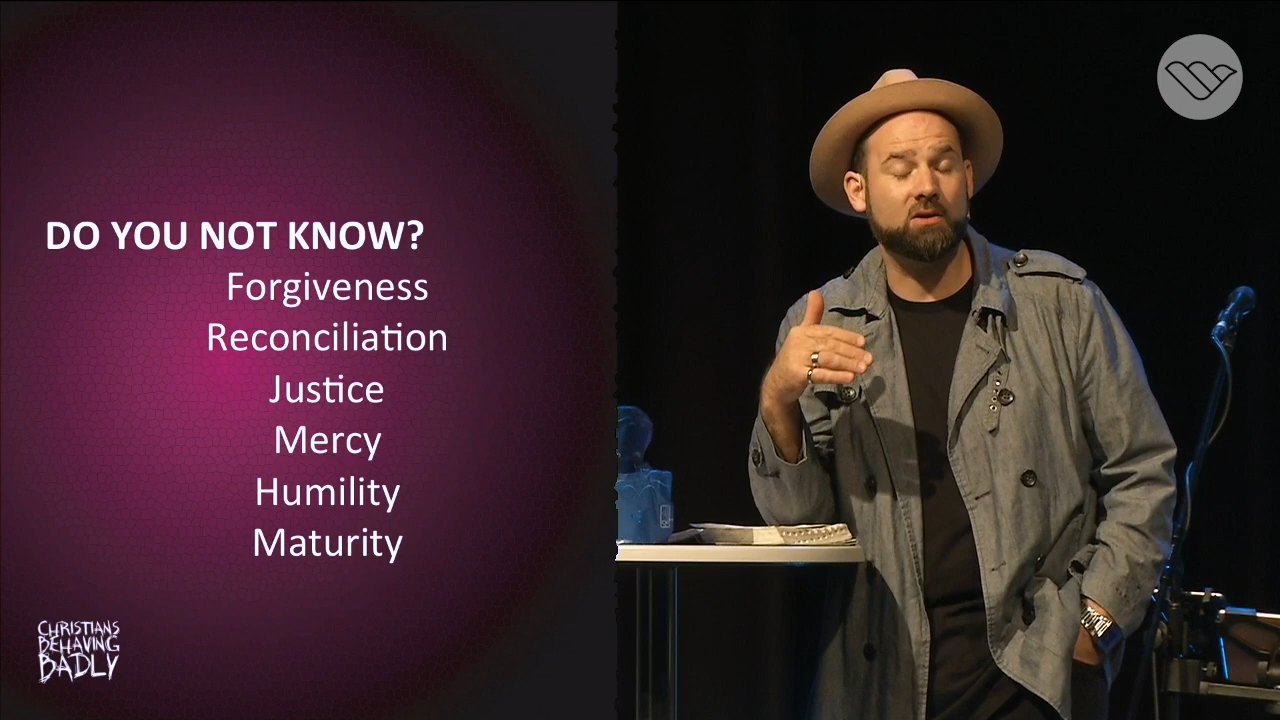 DO YOU NOT KNOW?
Forgiveness
Reconciliation
Justice
Mercy
Humility
Maturity
CHRISTIANS
BEHAVING
BADLY